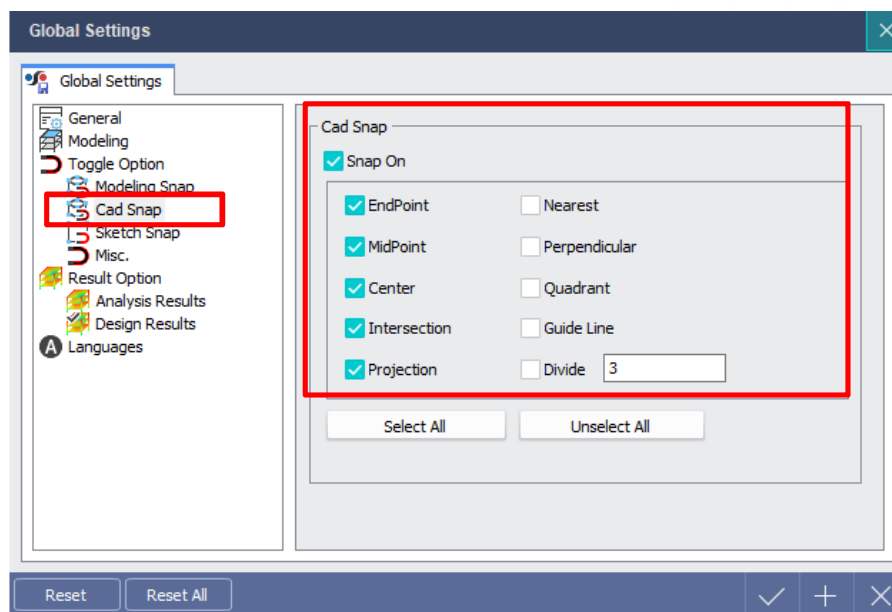 Global Settings
Global Settings
General
Modeling
Toggle Option
Modeling Snap
Cad Snap
Sketch Snap
Misc.
Result Option
Analysis Results
Design Results
A Languages
Cad Snap
Snap On
EndPoint Nearest
MidPoint Perpendicular
Center Quadrant
Intersection Guide Line
Projection Divide 3
Select All Unselect All
Reset Reset All